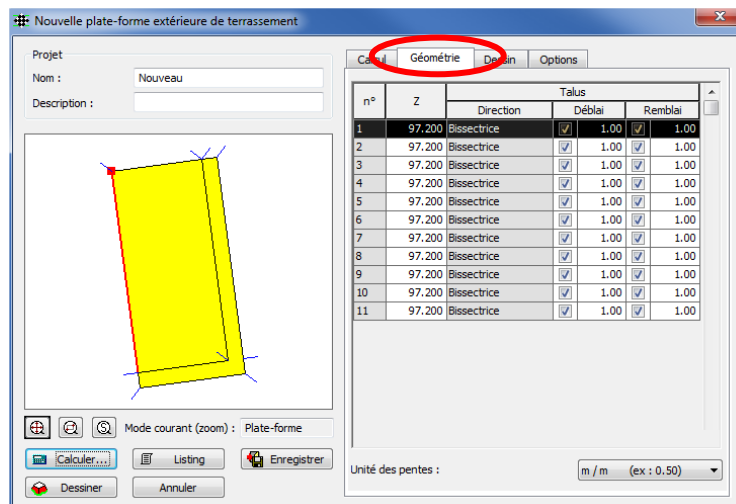 Nouvelle plate-forme extérieure de terrassement
Projet
Nom : Nouveau
Description :
Calcul Géométrie Dessin Options
n° Z Talus
Direction Déblai Remblai
1 97.200 Bissectrice 1.00 1.00
2 97.200 Bissectrice 1.00 1.00
3 97.200 Bissectrice 1.00 1.00
4 97.200 Bissectrice 1.00 1.00
5 97.200 Bissectrice 1.00 1.00
6 97.200 Bissectrice 1.00 1.00
7 97.200 Bissectrice 1.00 1.00
8 97.200 Bissectrice 1.00 1.00
9 97.200 Bissectrice 1.00 1.00
10 97.200 Bissectrice 1.00 1.00
11 97.200 Bissectrice 1.00 1.00
S Mode courant (zoom) : Plate-forme
Calculer... Listing Enregistrer
Dessiner Annuler
Unité des pentes : m / m (ex : 0.50)